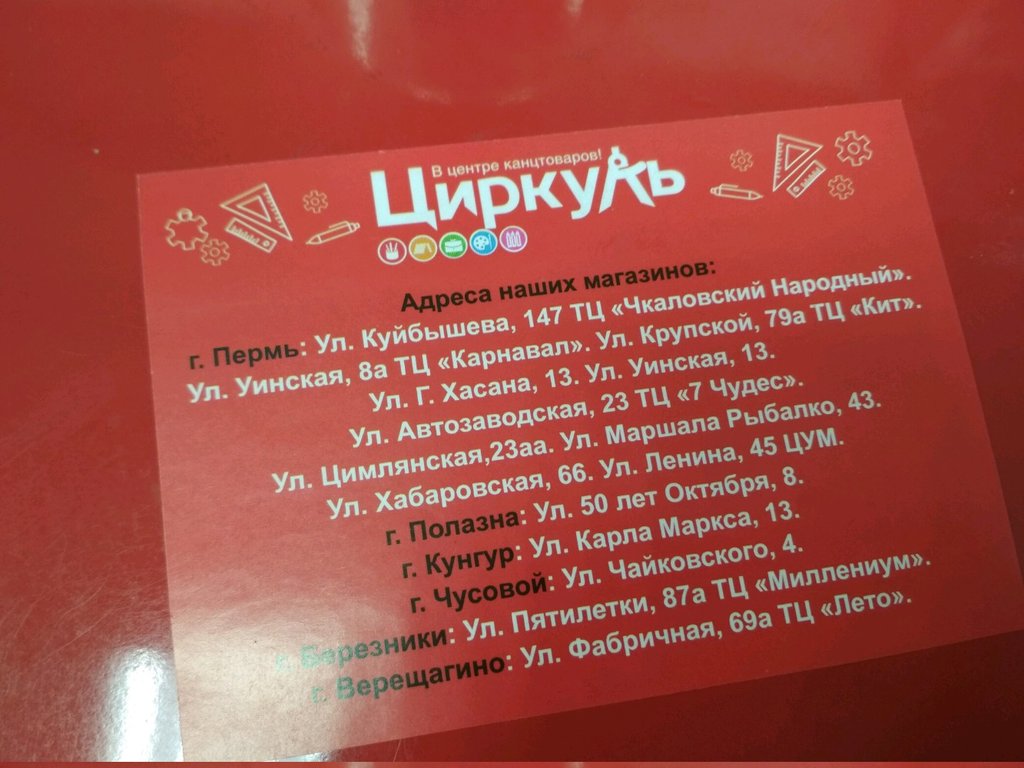 В центре канцтоваров!
Циркуль
Адреса наших магазинов:
г. Пермь: Ул. Куйбышева, 147 ТЦ «Чкаловский Народный».
Ул. Уинская, 8а ТЦ «Карнавал». Ул. Крупской, 79а ТЦ «Кит».
Ул. Г. Хасана, 13. Ул. Уинская, 13.
Ул. Автозаводская, 23 ТЦ «7 Чудес».
Ул. Цимлянская,23аа. Ул. Маршала Рыбалко, 43.
Ул. Хабаровская, 66. Ул. Ленина, 45 ЦУМ.
г. Полазна: Ул. 50 лет Октября, 8.
г. Кунгур: Ул. Карла Маркса, 13.
г. Чусовой: Ул. Чайковского, 4.
г. Березники: Ул. Пятилетки, 87а ТЦ «Миллениум».
г. Верещагино: Ул. Фабричная, 69а ТЦ «Лето».